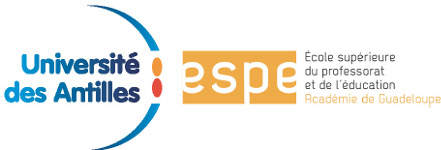 Université
des Antilles
espe
École supérieure
du professorat
et de l'éducation
Académie de Guadeloupe